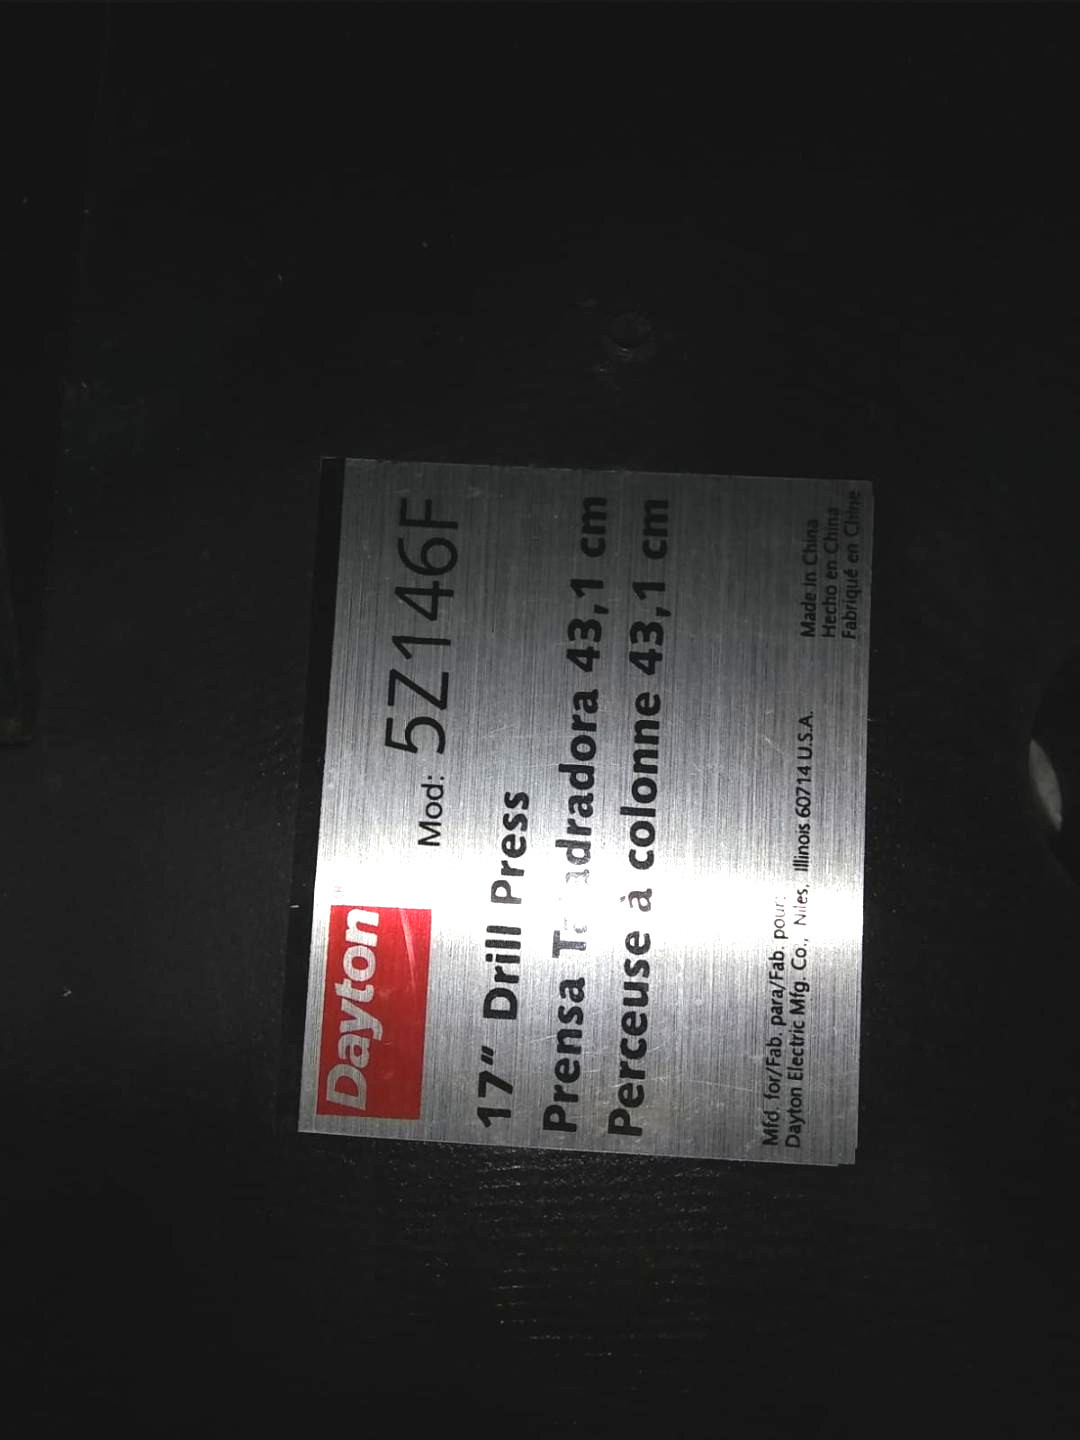 Dayton
Mod: 5Z146F
17" Drill Press
Prensa Taladradora 43,1 cm
Perceuse à colonne 43,1 cm
Mfd. for/Fab. para/Fab. pour:
Dayton Electric Mfg. Co., Niles, Illinois 60714 U.S.A.
Made in China
Hecho en China
Fabriqué en Chine